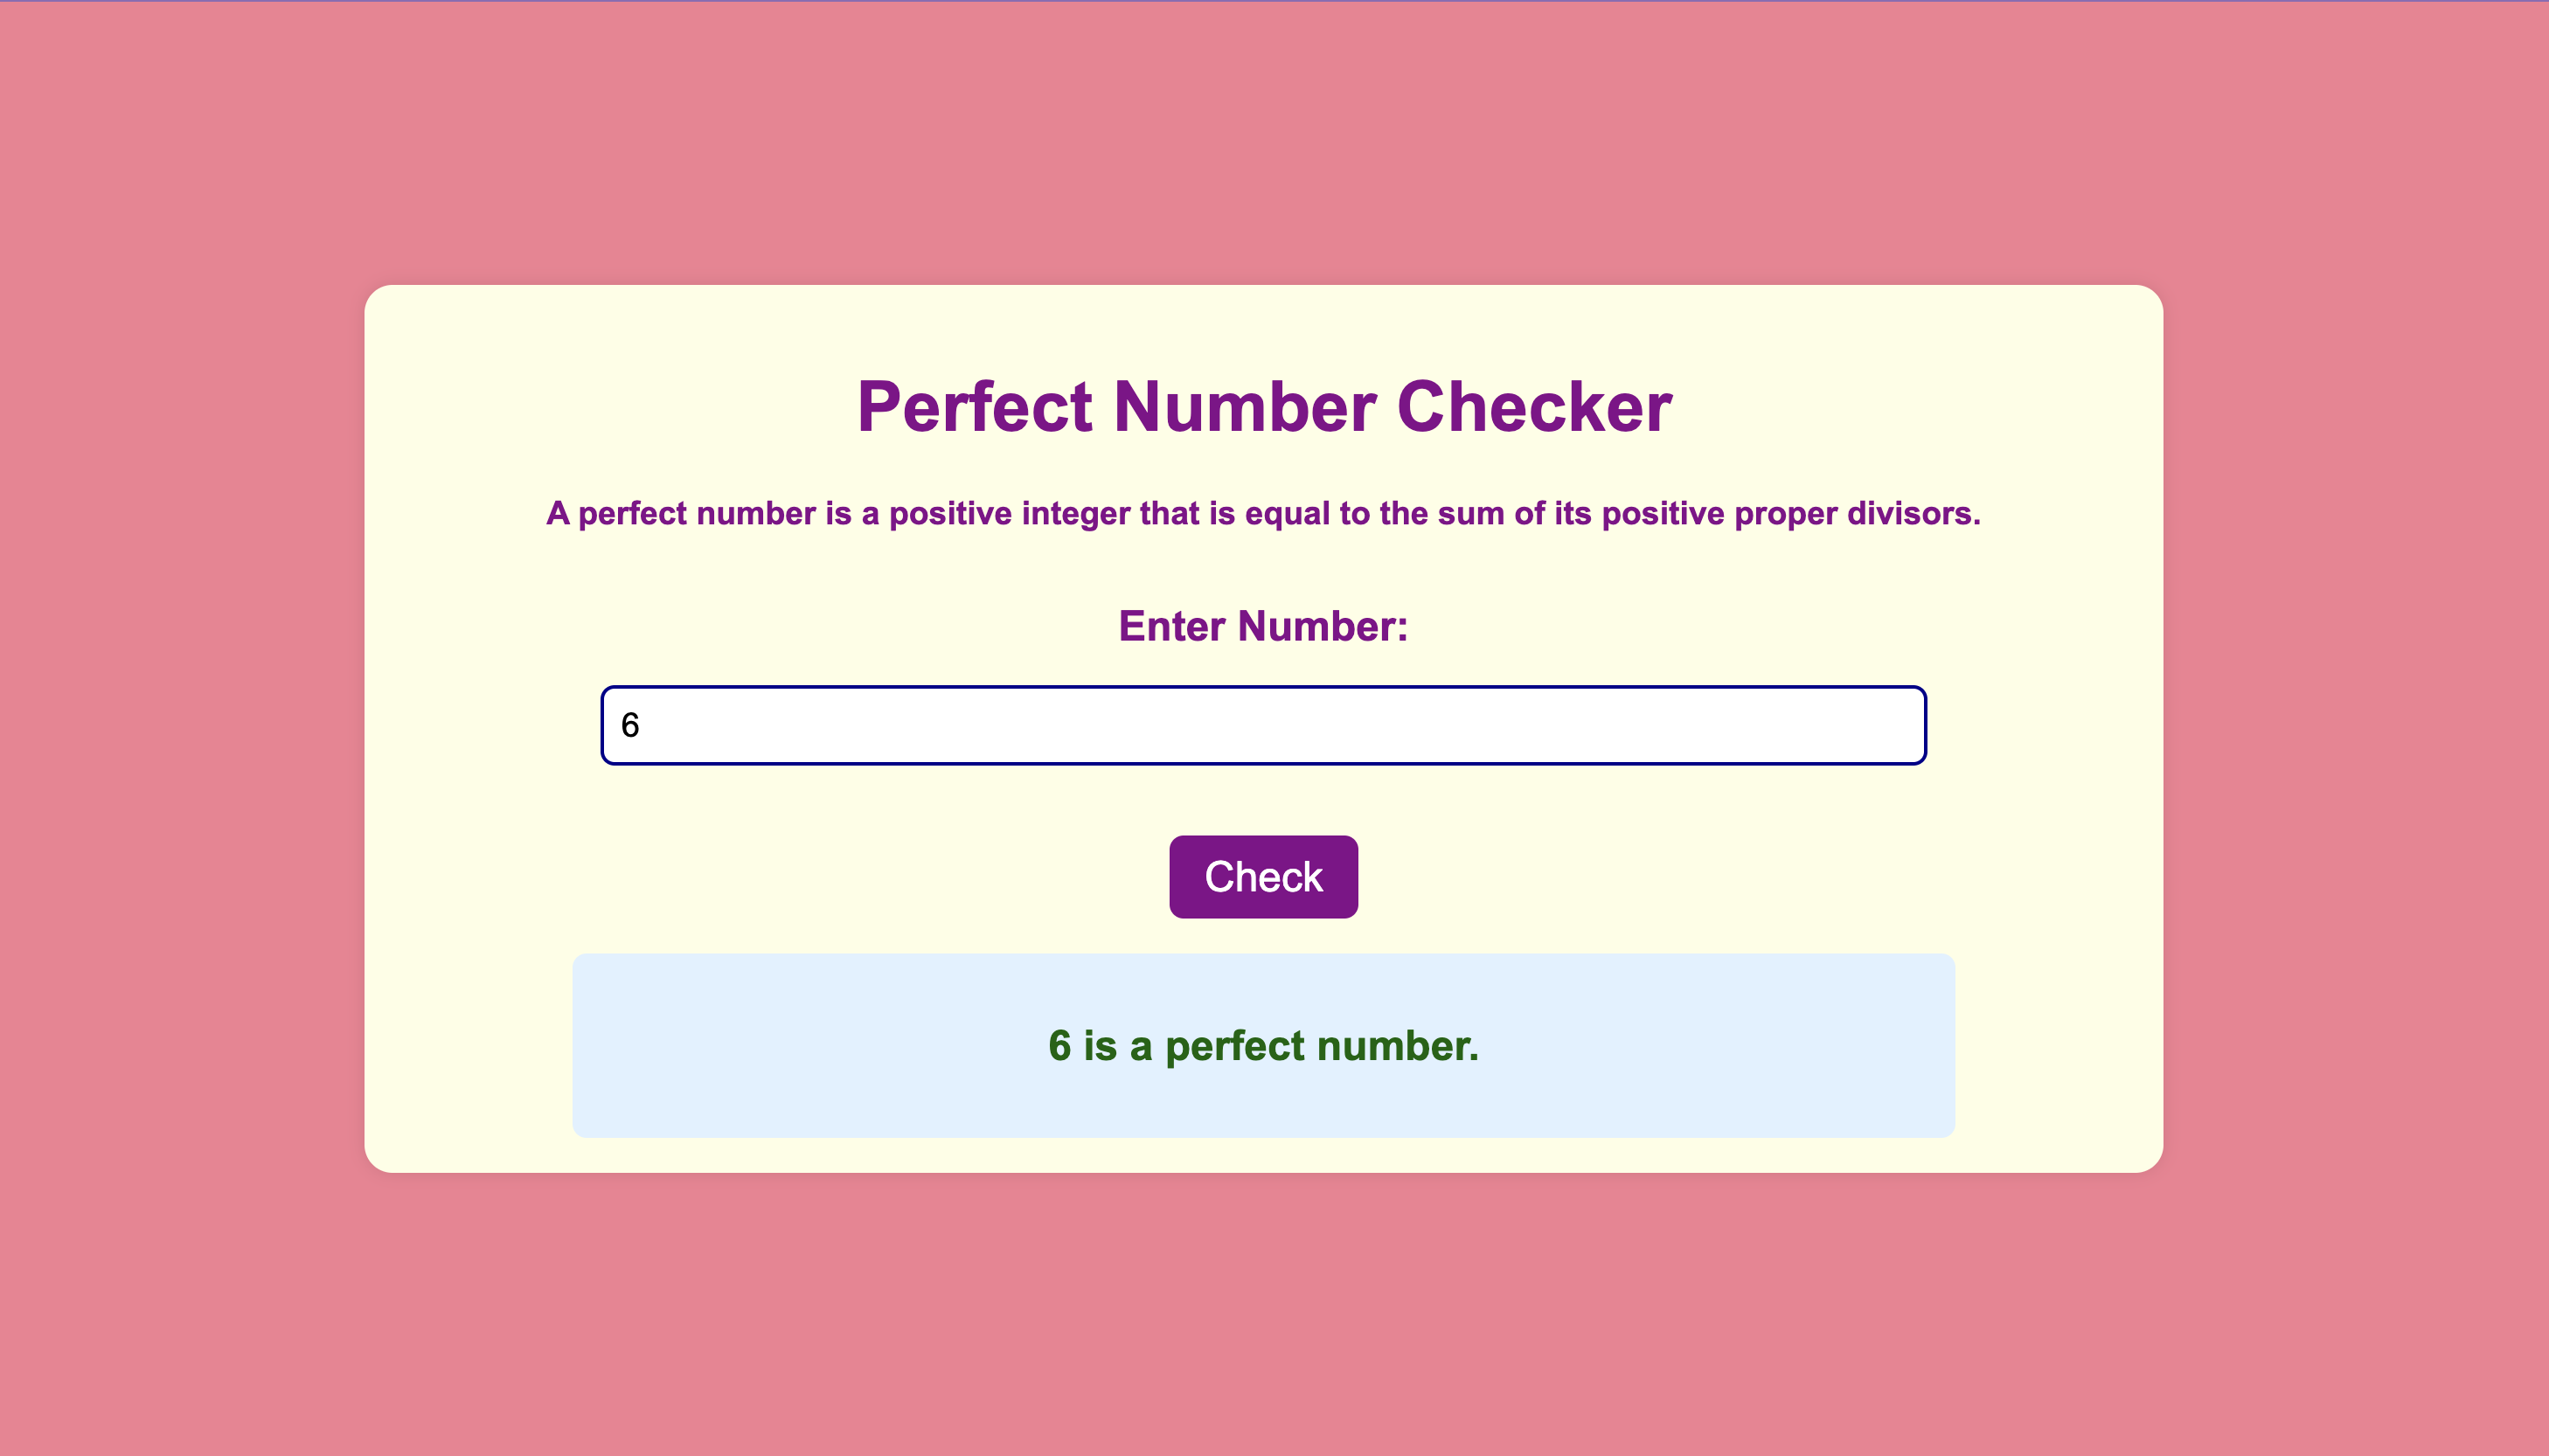 Perfect Number Checker
A perfect number is a positive integer that is equal to the sum of its positive proper divisors.
Enter Number:
6
Check
6 is a perfect number.